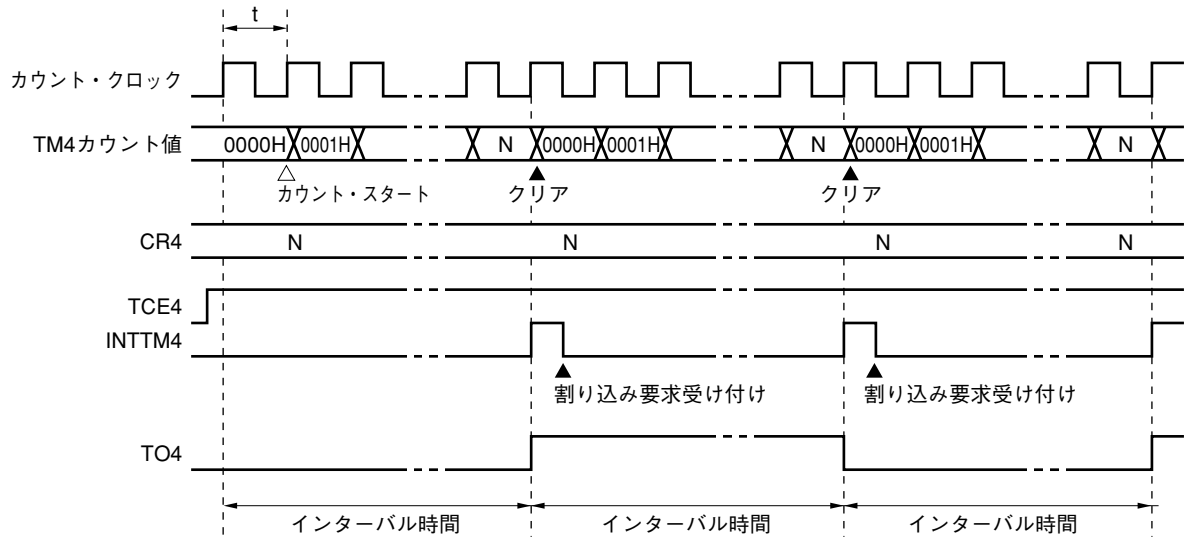 t
カウント・クロック
TM4カウント値 0000H 0001H N 0000H 0001H N 0000H 0001H N
カウント・スタート クリア クリア
CR4 N N N N
TCE4
INTTM4
割り込み要求受け付け 割り込み要求受け付け
TO4
インターバル時間 インターバル時間 インターバル時間